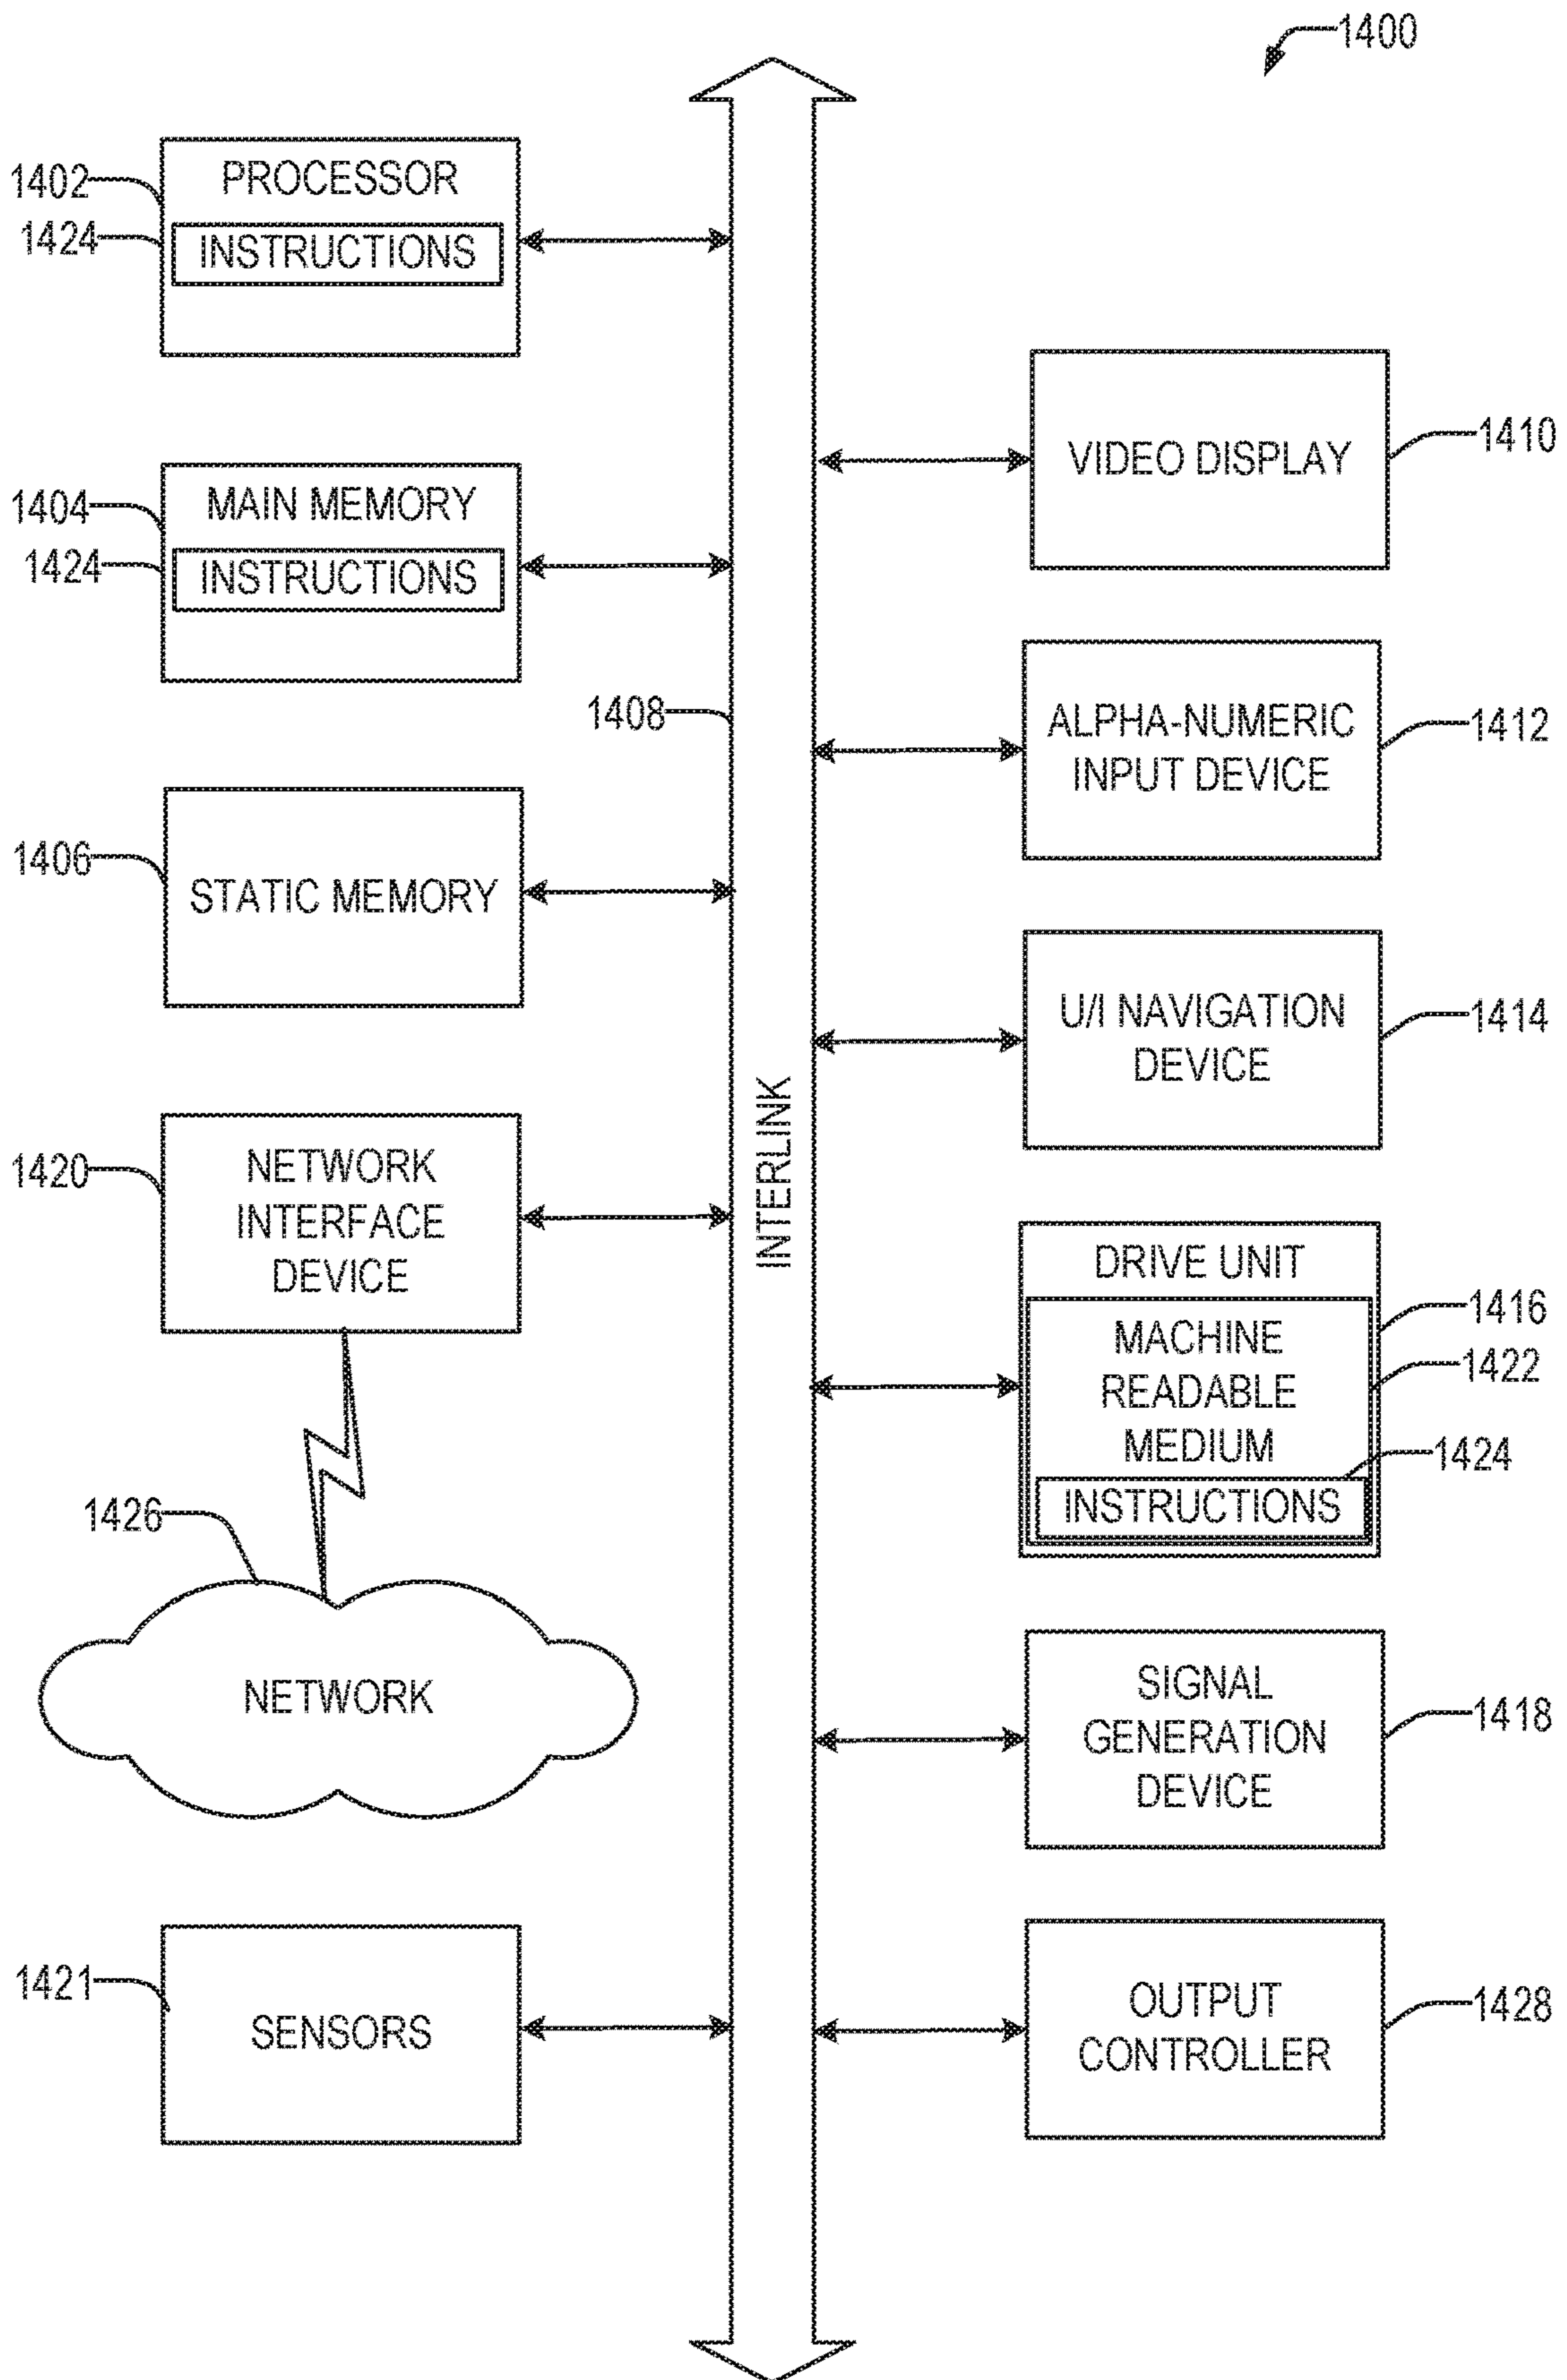 1400
PROCESSOR
1402
1424
INSTRUCTIONS
MAIN MEMORY
1404
1424
INSTRUCTIONS
1408
1406
STATIC MEMORY
1420
NETWORK
INTERFACE
DEVICE
1426
NETWORK
1421
SENSORS
INTERLINK
VIDEO DISPLAY
1410
ALPHA-NUMERIC
INPUT DEVICE
1412
U/I NAVIGATION
DEVICE
1414
DRIVE UNIT
1416
MACHINE
READABLE
MEDIUM
1422
1424
INSTRUCTIONS
SIGNAL
GENERATION
DEVICE
1418
OUTPUT
CONTROLLER
1428